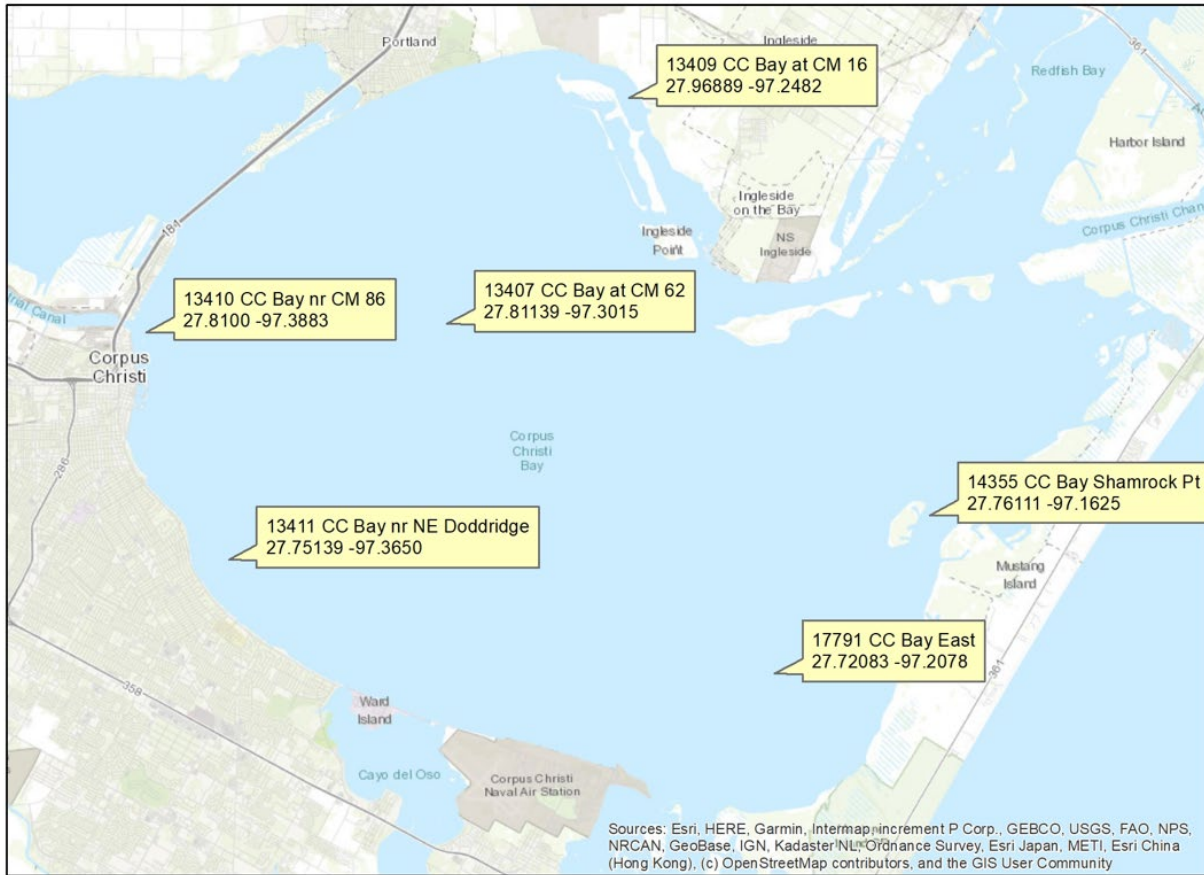 Portland
Ingleside
13409 CC Bay at CM 16
27.96889 -97.2482
361
Redfish Bay
Harbor Island
Ingleside
on the Bay
Corpus Christi Chan
181
Ingleside
Point
NS
Ingleside
13410 CC Bay nr CM 86
27.8100 -97.3883
13407 CC Bay at CM 62
27.81139 -97.3015
Canal
Corpus
Christi
Corpus
Christi
Bay
286
14355 CC Bay Shamrock Pt
27.76111 -97.1625
13411 CC Bay nr NE Doddridge
27.75139 -97.3650
Mustang
Island
17791 CC Bay East
27.72083 -97.2078
361
358
Ward
Island
Cayo del Oso
Corpus Christi
Naval Air Station
Sources: Esri, HERE, Garmin, Intermap, increment P Corp., GEBCO, USGS, FAO, NPS,
NRCAN, GeoBase, IGN, Kadaster NL, Ordnance Survey, Esri Japan, METI, Esri China
(Hong Kong), (c) OpenStreetMap contributors, and the GIS User Community